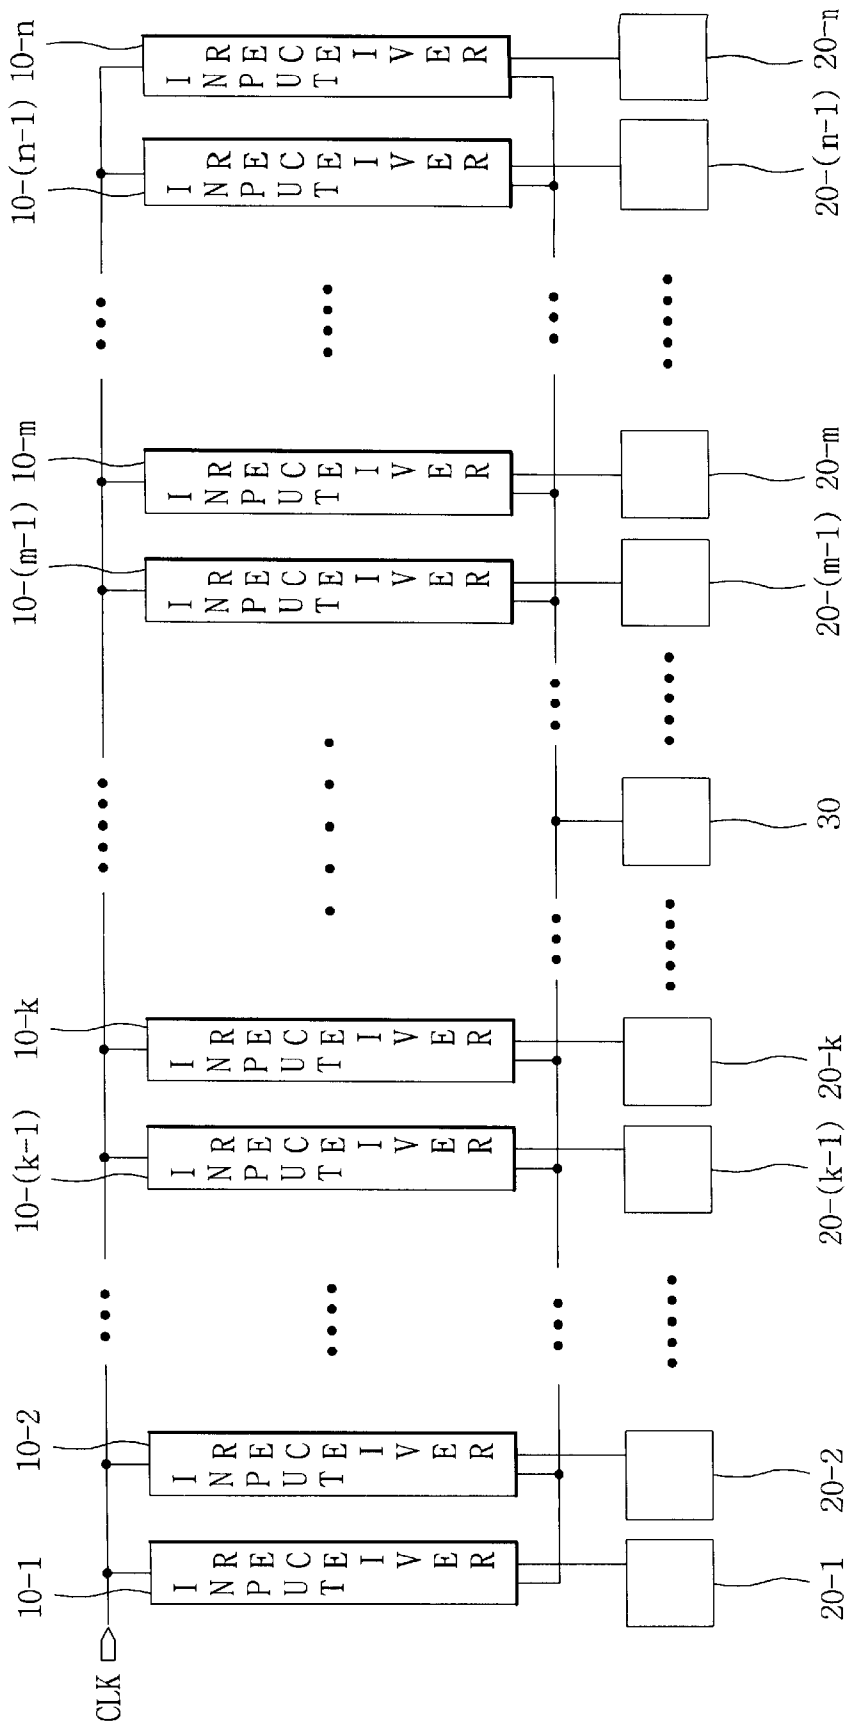 10-1 10-2 10-(k-1) 10-k 10-(m-1) 10-m 10-(n-1) 10-n
CLK
INPUT RECEIVER
INPUT RECEIVER
INPUT RECEIVER
INPUT RECEIVER
INPUT RECEIVER
INPUT RECEIVER
INPUT RECEIVER
INPUT RECEIVER
20-1 20-2 20-(k-1) 20-k 30 20-(m-1) 20-m 20-(n-1) 20-n